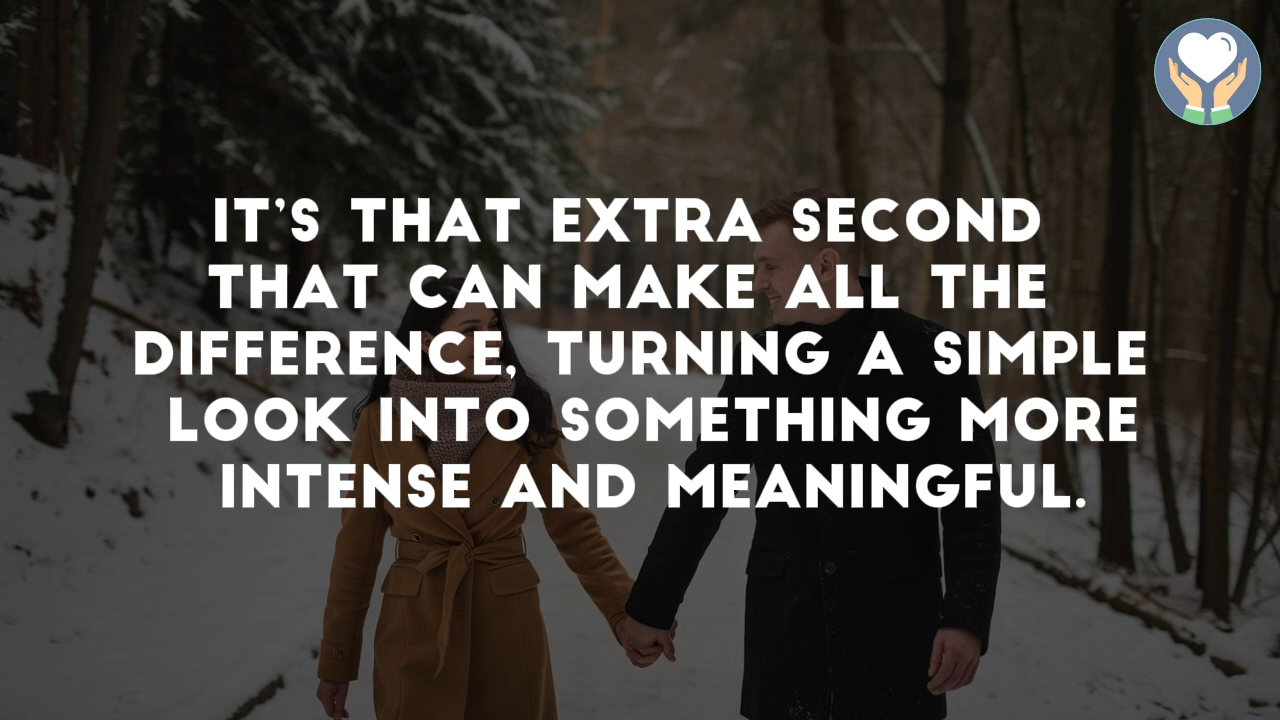 IT'S THAT EXTRA SECOND
THAT CAN MAKE ALL THE
DIFFERENCE, TURNING A SIMPLE
LOOK INTO SOMETHING MORE
INTENSE AND MEANINGFUL.